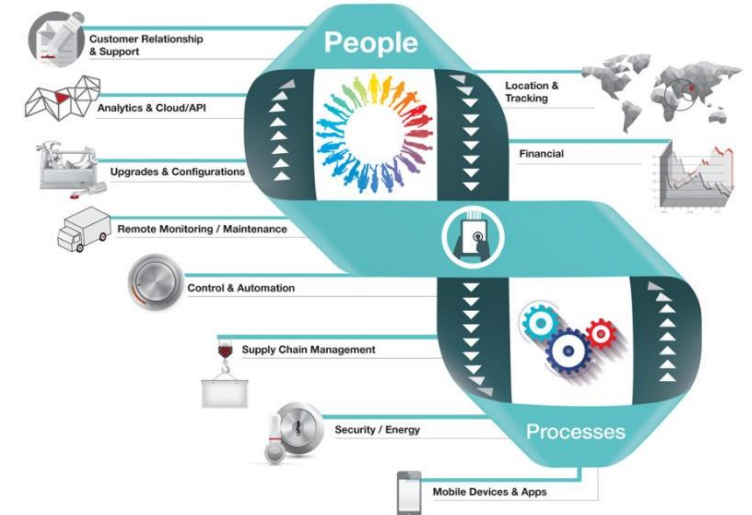 People
Customer Relationship
& Support
Location &
Tracking
Analytics & Cloud/API
Financial
Upgrades & Configurations
Remote Monitoring / Maintenance
Control & Automation
Supply Chain Management
Security / Energy
Processes
Mobile Devices & Apps